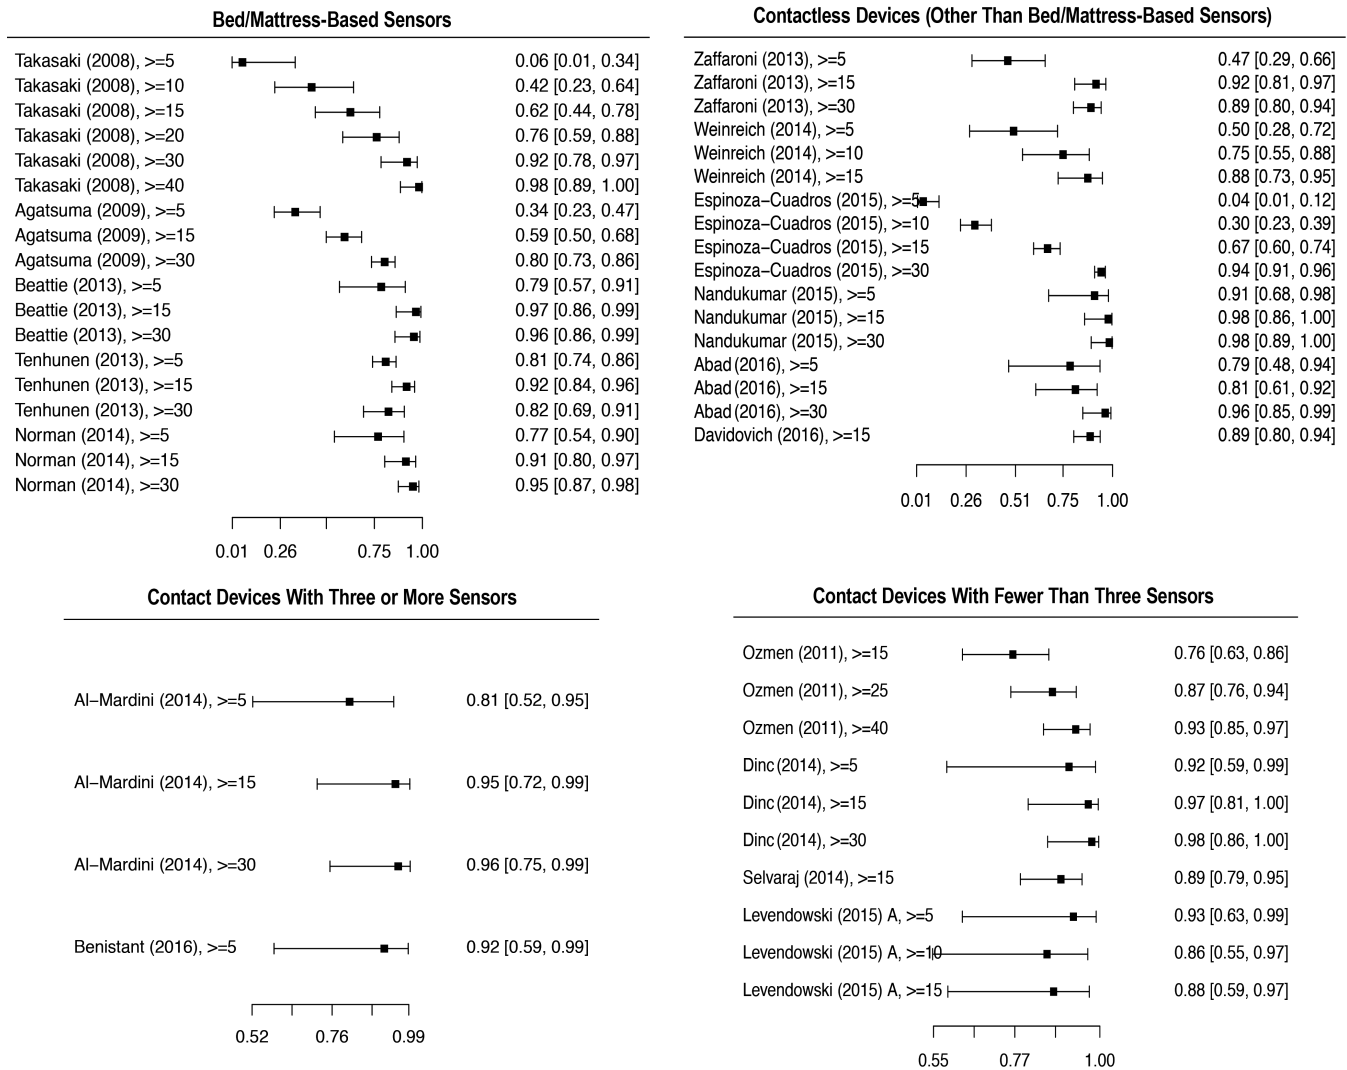 Bed/Mattress-Based Sensors
Takasaki (2008), >=5 0.06 [0.01, 0.34]
Takasaki (2008), >=10 0.42 [0.23, 0.64]
Takasaki (2008), >=15 0.62 [0.44, 0.78]
Takasaki (2008), >=20 0.76 [0.59, 0.88]
Takasaki (2008), >=30 0.92 [0.78, 0.97]
Takasaki (2008), >=40 0.98 [0.89, 1.00]
Agatsuma (2009), >=5 0.34 [0.23, 0.47]
Agatsuma (2009), >=15 0.59 [0.50, 0.68]
Agatsuma (2009), >=30 0.80 [0.73, 0.86]
Beattie (2013), >=5 0.79 [0.57, 0.91]
Beattie (2013), >=15 0.97 [0.86, 0.99]
Beattie (2013), >=30 0.96 [0.86, 0.99]
Tenhunen (2013), >=5 0.81 [0.74, 0.86]
Tenhunen (2013), >=15 0.92 [0.84, 0.96]
Tenhunen (2013), >=30 0.82 [0.69, 0.91]
Norman (2014), >=5 0.77 [0.54, 0.90]
Norman (2014), >=15 0.91 [0.80, 0.97]
Norman (2014), >=30 0.95 [0.87, 0.98]
0.01 0.26 0.75 1.00
Contactless Devices (Other Than Bed/Mattress-Based Sensors)
Zaffaroni (2013), >=5 0.47 [0.29, 0.66]
Zaffaroni (2013), >=15 0.92 [0.81, 0.97]
Zaffaroni (2013), >=30 0.89 [0.80, 0.94]
Weinreich (2014), >=5 0.50 [0.28, 0.72]
Weinreich (2014), >=10 0.75 [0.55, 0.88]
Weinreich (2014), >=15 0.88 [0.73, 0.95]
Espinoza−Cuadros (2015), >=5 0.04 [0.01, 0.12]
Espinoza−Cuadros (2015), >=10 0.30 [0.23, 0.39]
Espinoza−Cuadros (2015), >=15 0.67 [0.60, 0.74]
Espinoza−Cuadros (2015), >=30 0.94 [0.91, 0.96]
Nandukumar (2015), >=5 0.91 [0.68, 0.98]
Nandukumar (2015), >=15 0.98 [0.86, 1.00]
Nandukumar (2015), >=30 0.98 [0.89, 1.00]
Abad (2016), >=5 0.79 [0.48, 0.94]
Abad (2016), >=15 0.81 [0.61, 0.92]
Abad (2016), >=30 0.96 [0.85, 0.99]
Davidovich (2016), >=15 0.89 [0.80, 0.94]
0.01 0.26 0.51 0.75 1.00
Contact Devices With Three or More Sensors
Al−Mardini (2014), >=5 0.81 [0.52, 0.95]
Al−Mardini (2014), >=15 0.95 [0.72, 0.99]
Al−Mardini (2014), >=30 0.96 [0.75, 0.99]
Benistant (2016), >=5 0.92 [0.59, 0.99]
0.52 0.76 0.99
Contact Devices With Fewer Than Three Sensors
Ozmen (2011), >=15 0.76 [0.63, 0.86]
Ozmen (2011), >=25 0.87 [0.76, 0.94]
Ozmen (2011), >=40 0.93 [0.85, 0.97]
Dinc (2014), >=5 0.92 [0.59, 0.99]
Dinc (2014), >=15 0.97 [0.81, 1.00]
Dinc (2014), >=30 0.98 [0.86, 1.00]
Selvaraj (2014), >=15 0.89 [0.79, 0.95]
Levendowski (2015) A, >=5 0.93 [0.63, 0.99]
Levendowski (2015) A, >=10 0.86 [0.55, 0.97]
Levendowski (2015) A, >=15 0.88 [0.59, 0.97]
0.55 0.77 1.00